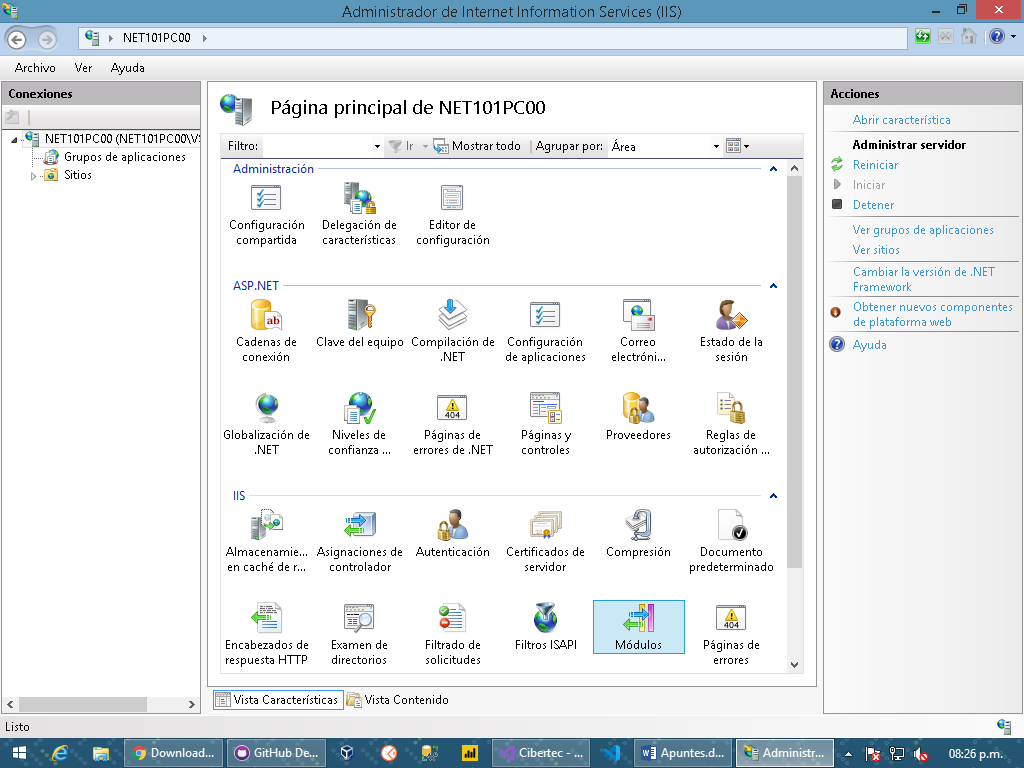 Administrador de Internet Information Services (IIS)
NET101PC00
Archivo Ver Ayuda
Conexiones
NET101PC00 (NET101PC00\VS
Grupos de aplicaciones
Sitios
Página principal de NET101PC00
Filtro: Ir Mostrar todo Agrupar por: Área
Administración
Configuración compartida
Delegación de características
Editor de configuración
ASP.NET
Cadenas de conexión
Clave del equipo
Compilación de .NET
Configuración de aplicaciones
Correo electróni...
Estado de la sesión
Globalización de .NET
Niveles de confianza ...
404
Páginas de errores de .NET
Páginas y controles
Proveedores
Reglas de autorización ...
IIS
Almacenamie... en caché de r...
Asignaciones de controlador
Autenticación
Certificados de servidor
Compresión
Documento predeterminado
Encabezados de respuesta HTTP
Examen de directorios
Filtrado de solicitudes
Filtros ISAPI
Módulos
404
Páginas de errores
Vista Características Vista Contenido
Acciones
Abrir característica
Administrar servidor
Reiniciar
Iniciar
Detener
Ver grupos de aplicaciones
Ver sitios
Cambiar la versión de .NET
Framework
Obtener nuevos componentes
de plataforma web
Ayuda
Listo
Download... GitHub De... Cibertec - ... Apuntes.d... Administr... 08:26 p.m.